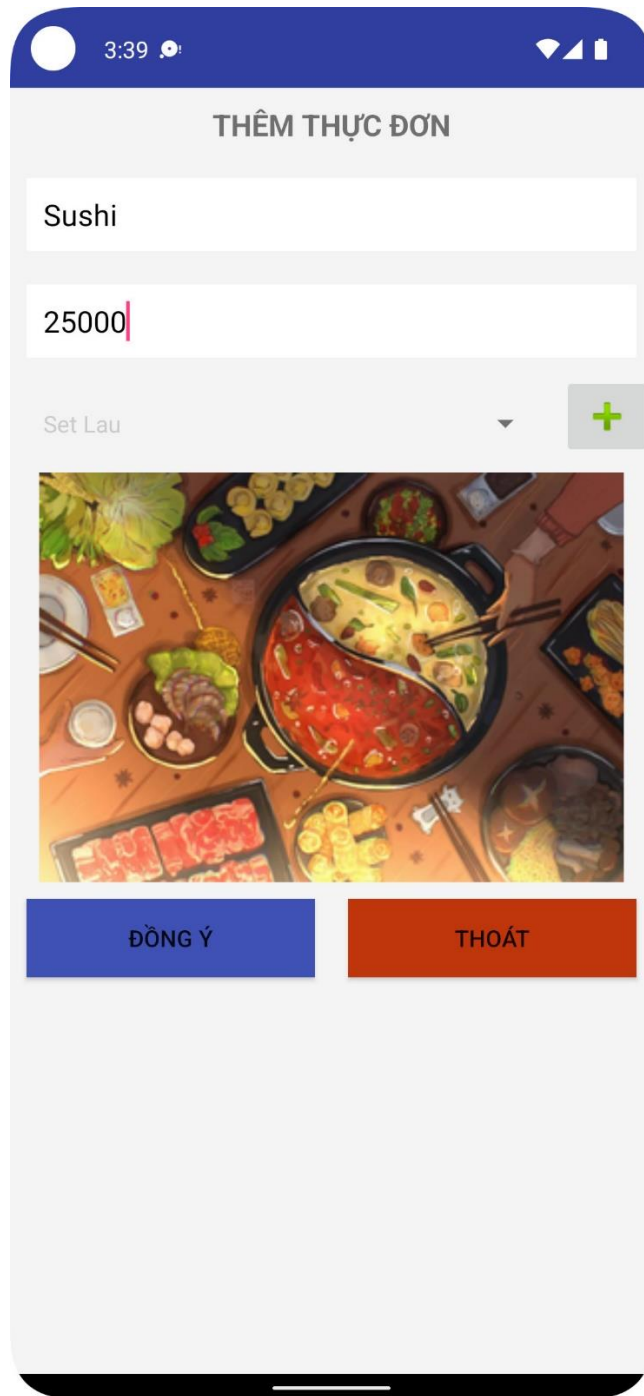 3:39
THÊM THỰC ĐƠN
Sushi
25000
Set Lau
ĐỒNG Ý
THOÁT